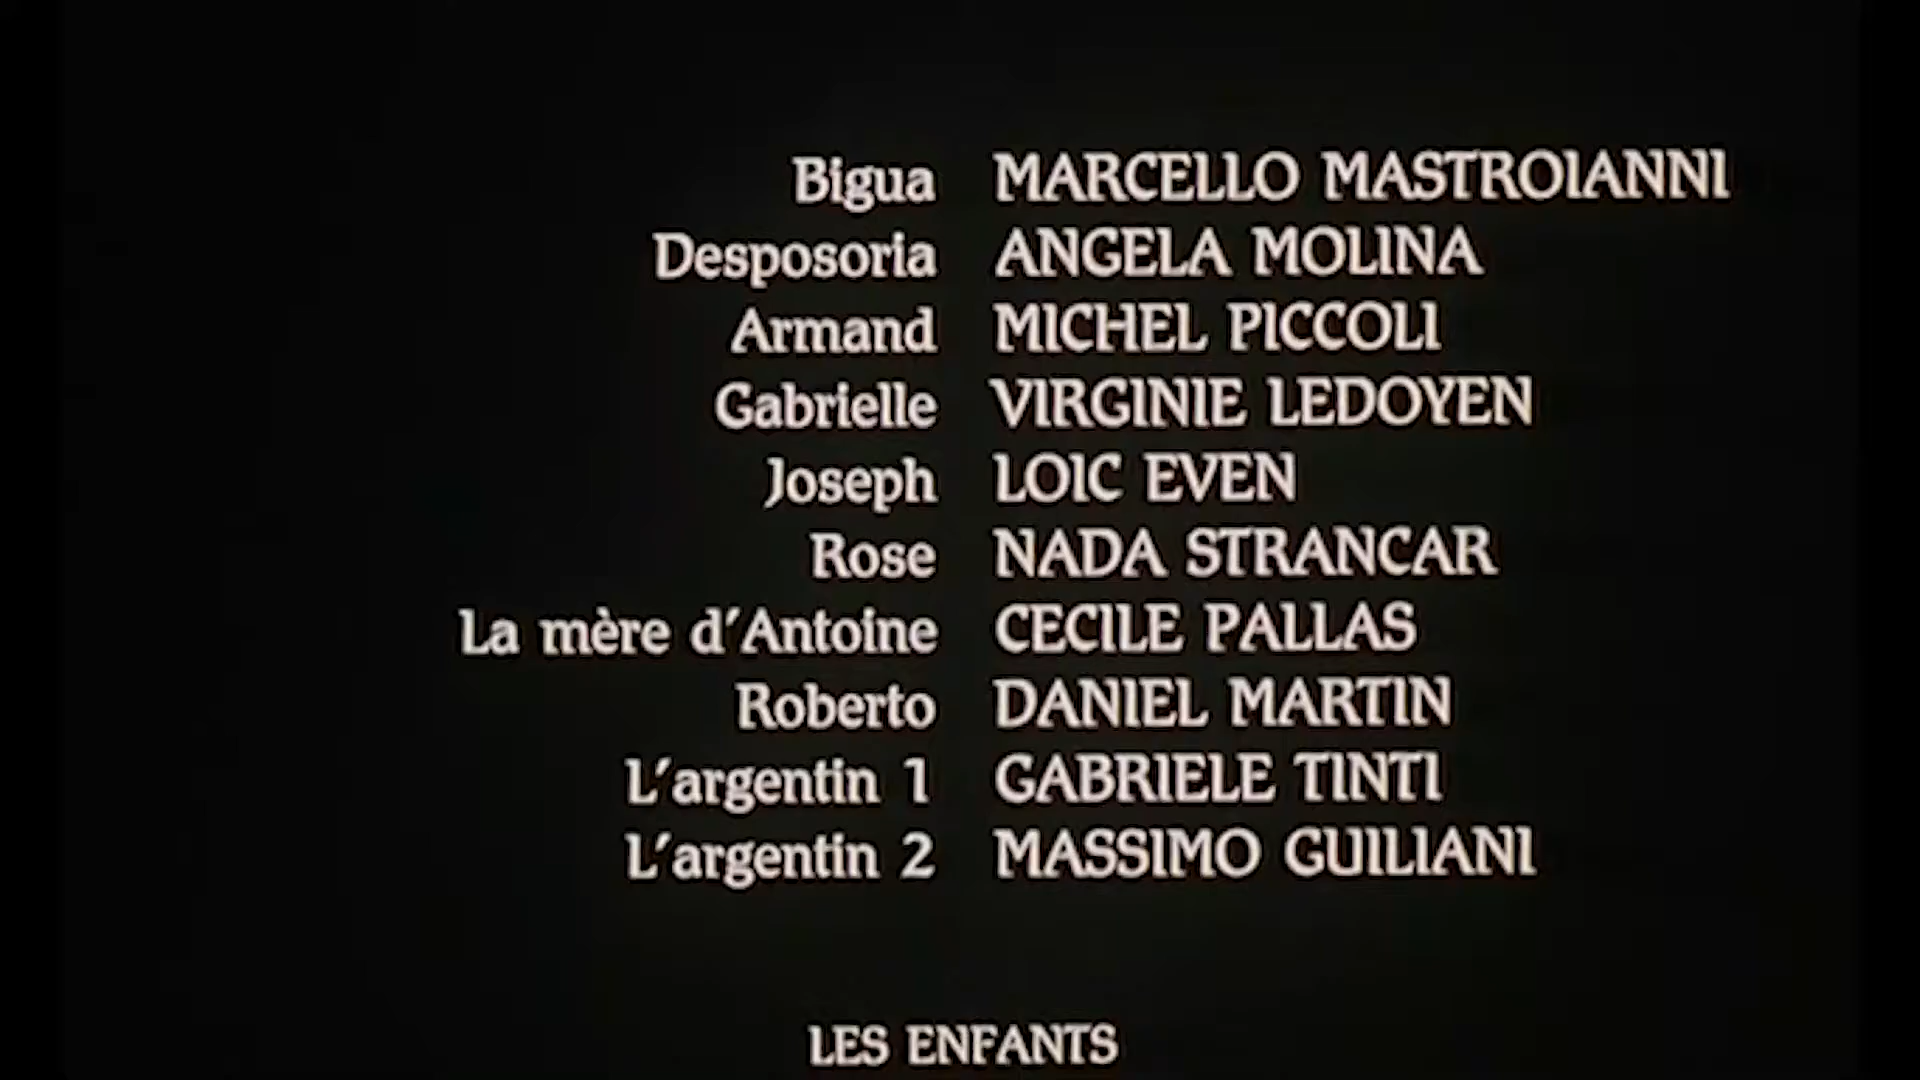 Bigua MARCELLO MASTROIANNI
Desposoria ANGELA MOLINA
Armand MICHEL PICCOLI
Gabrielle VIRGINIE LEDOYEN
Joseph LOIC EVEN
Rose NADA STRANCAR
La mère d'Antoine CECILE PALLAS
Roberto DANIEL MARTIN
L'argentin 1 GABRIELE TINTI
L'argentin 2 MASSIMO GUILIANI
LES ENFANTS